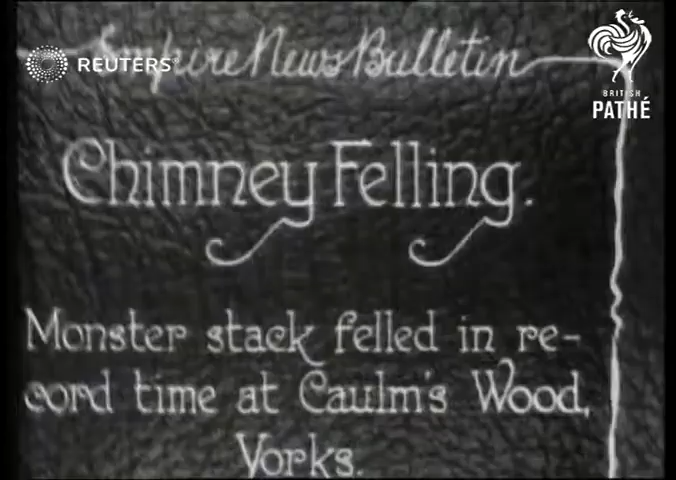 Empire News Bulletin
REUTERS
BRITISH
PATHÉ
Chimney Felling.
Monster stack felled in re-
cord time at Caulm's Wood,
Yorks.